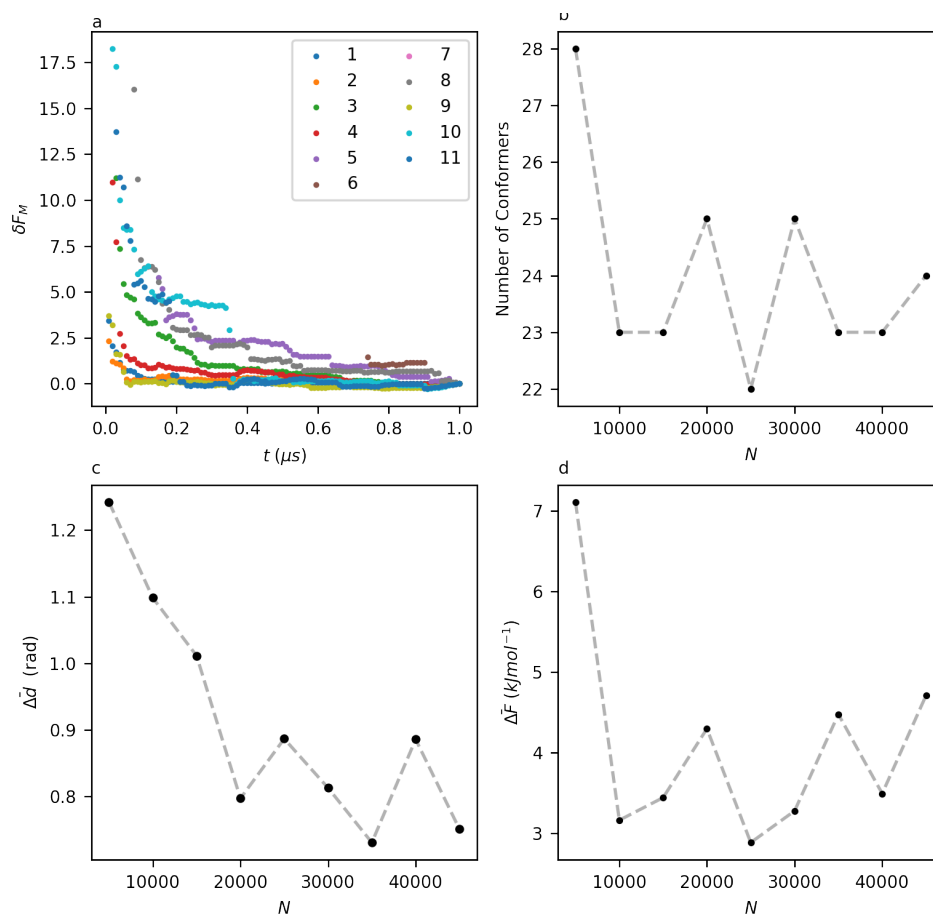 a
17.5
15.0
12.5
10.0
7.5
5.0
2.5
0.0
δF_M
1 7
2 8
3 9
4 10
5 11
6
0.0 0.2 0.4 0.6 0.8 1.0
t (μs)
b
28
27
26
25
24
23
22
Number of Conformers
10000 20000 30000 40000
N
c
1.2
1.1
1.0
0.9
0.8
Δ̄d (rad)
10000 20000 30000 40000
N
d
7
6
5
4
3
Δ̄F (kJmol⁻¹)
10000 20000 30000 40000
N